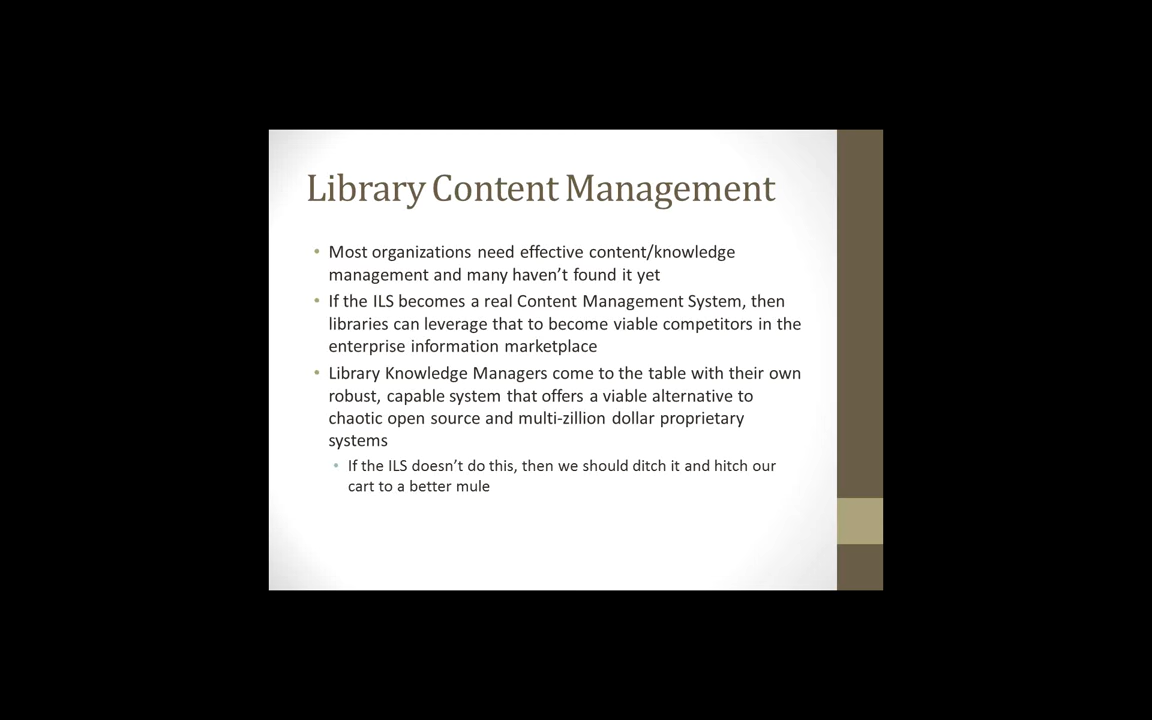 Library Content Management
• Most organizations need effective content/knowledge
management and many haven’t found it yet
• If the ILS becomes a real Content Management System, then
libraries can leverage that to become viable competitors in the
enterprise information marketplace
• Library Knowledge Managers come to the table with their own
robust, capable system that offers a viable alternative to
chaotic open source and multi-zillion dollar proprietary
systems
• If the ILS doesn’t do this, then we should ditch it and hitch our
cart to a better mule